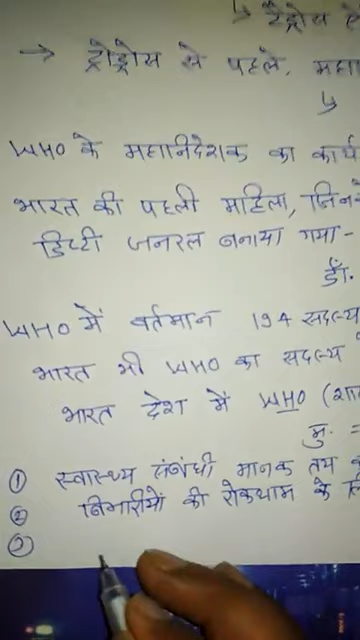 ↳ टैड्रोस
→ ट्रेड्रोस से पहले, महा
↳
WHO के महानिदेशक का कार्य
भारत की पहली महिला, जिन
डिप्टी जनरल बनाया गया -
डॉ.
WHO में वर्तमान 194 सदस्य
भारत भी WHO का सदस्य
भारत देश में WHO (शा
मु. =
① स्वास्थ्य संबंधी मानक तय
② बिमारीयों की रोकथाम के
③